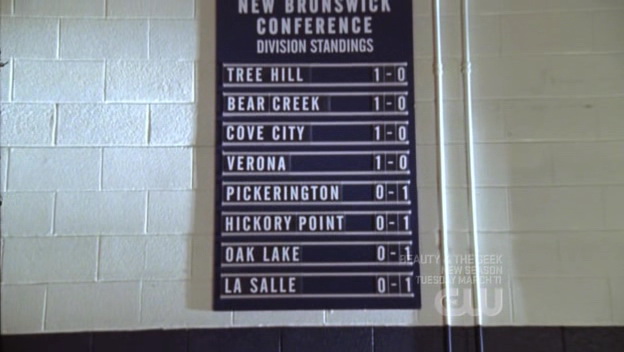 NEW BRUNSWICK
CONFERENCE
DIVISION STANDINGS
TREE HILL 1-0
BEAR CREEK 1-0
COVE CITY 1-0
VERONA 1-0
PICKERINGTON 0-1
HICKORY POINT 0-1
OAK LAKE 0-1
LA SALLE 0-1
BEAUTY & THE GEEK
NEW SEASON
TUESDAY MARCH 11
CW